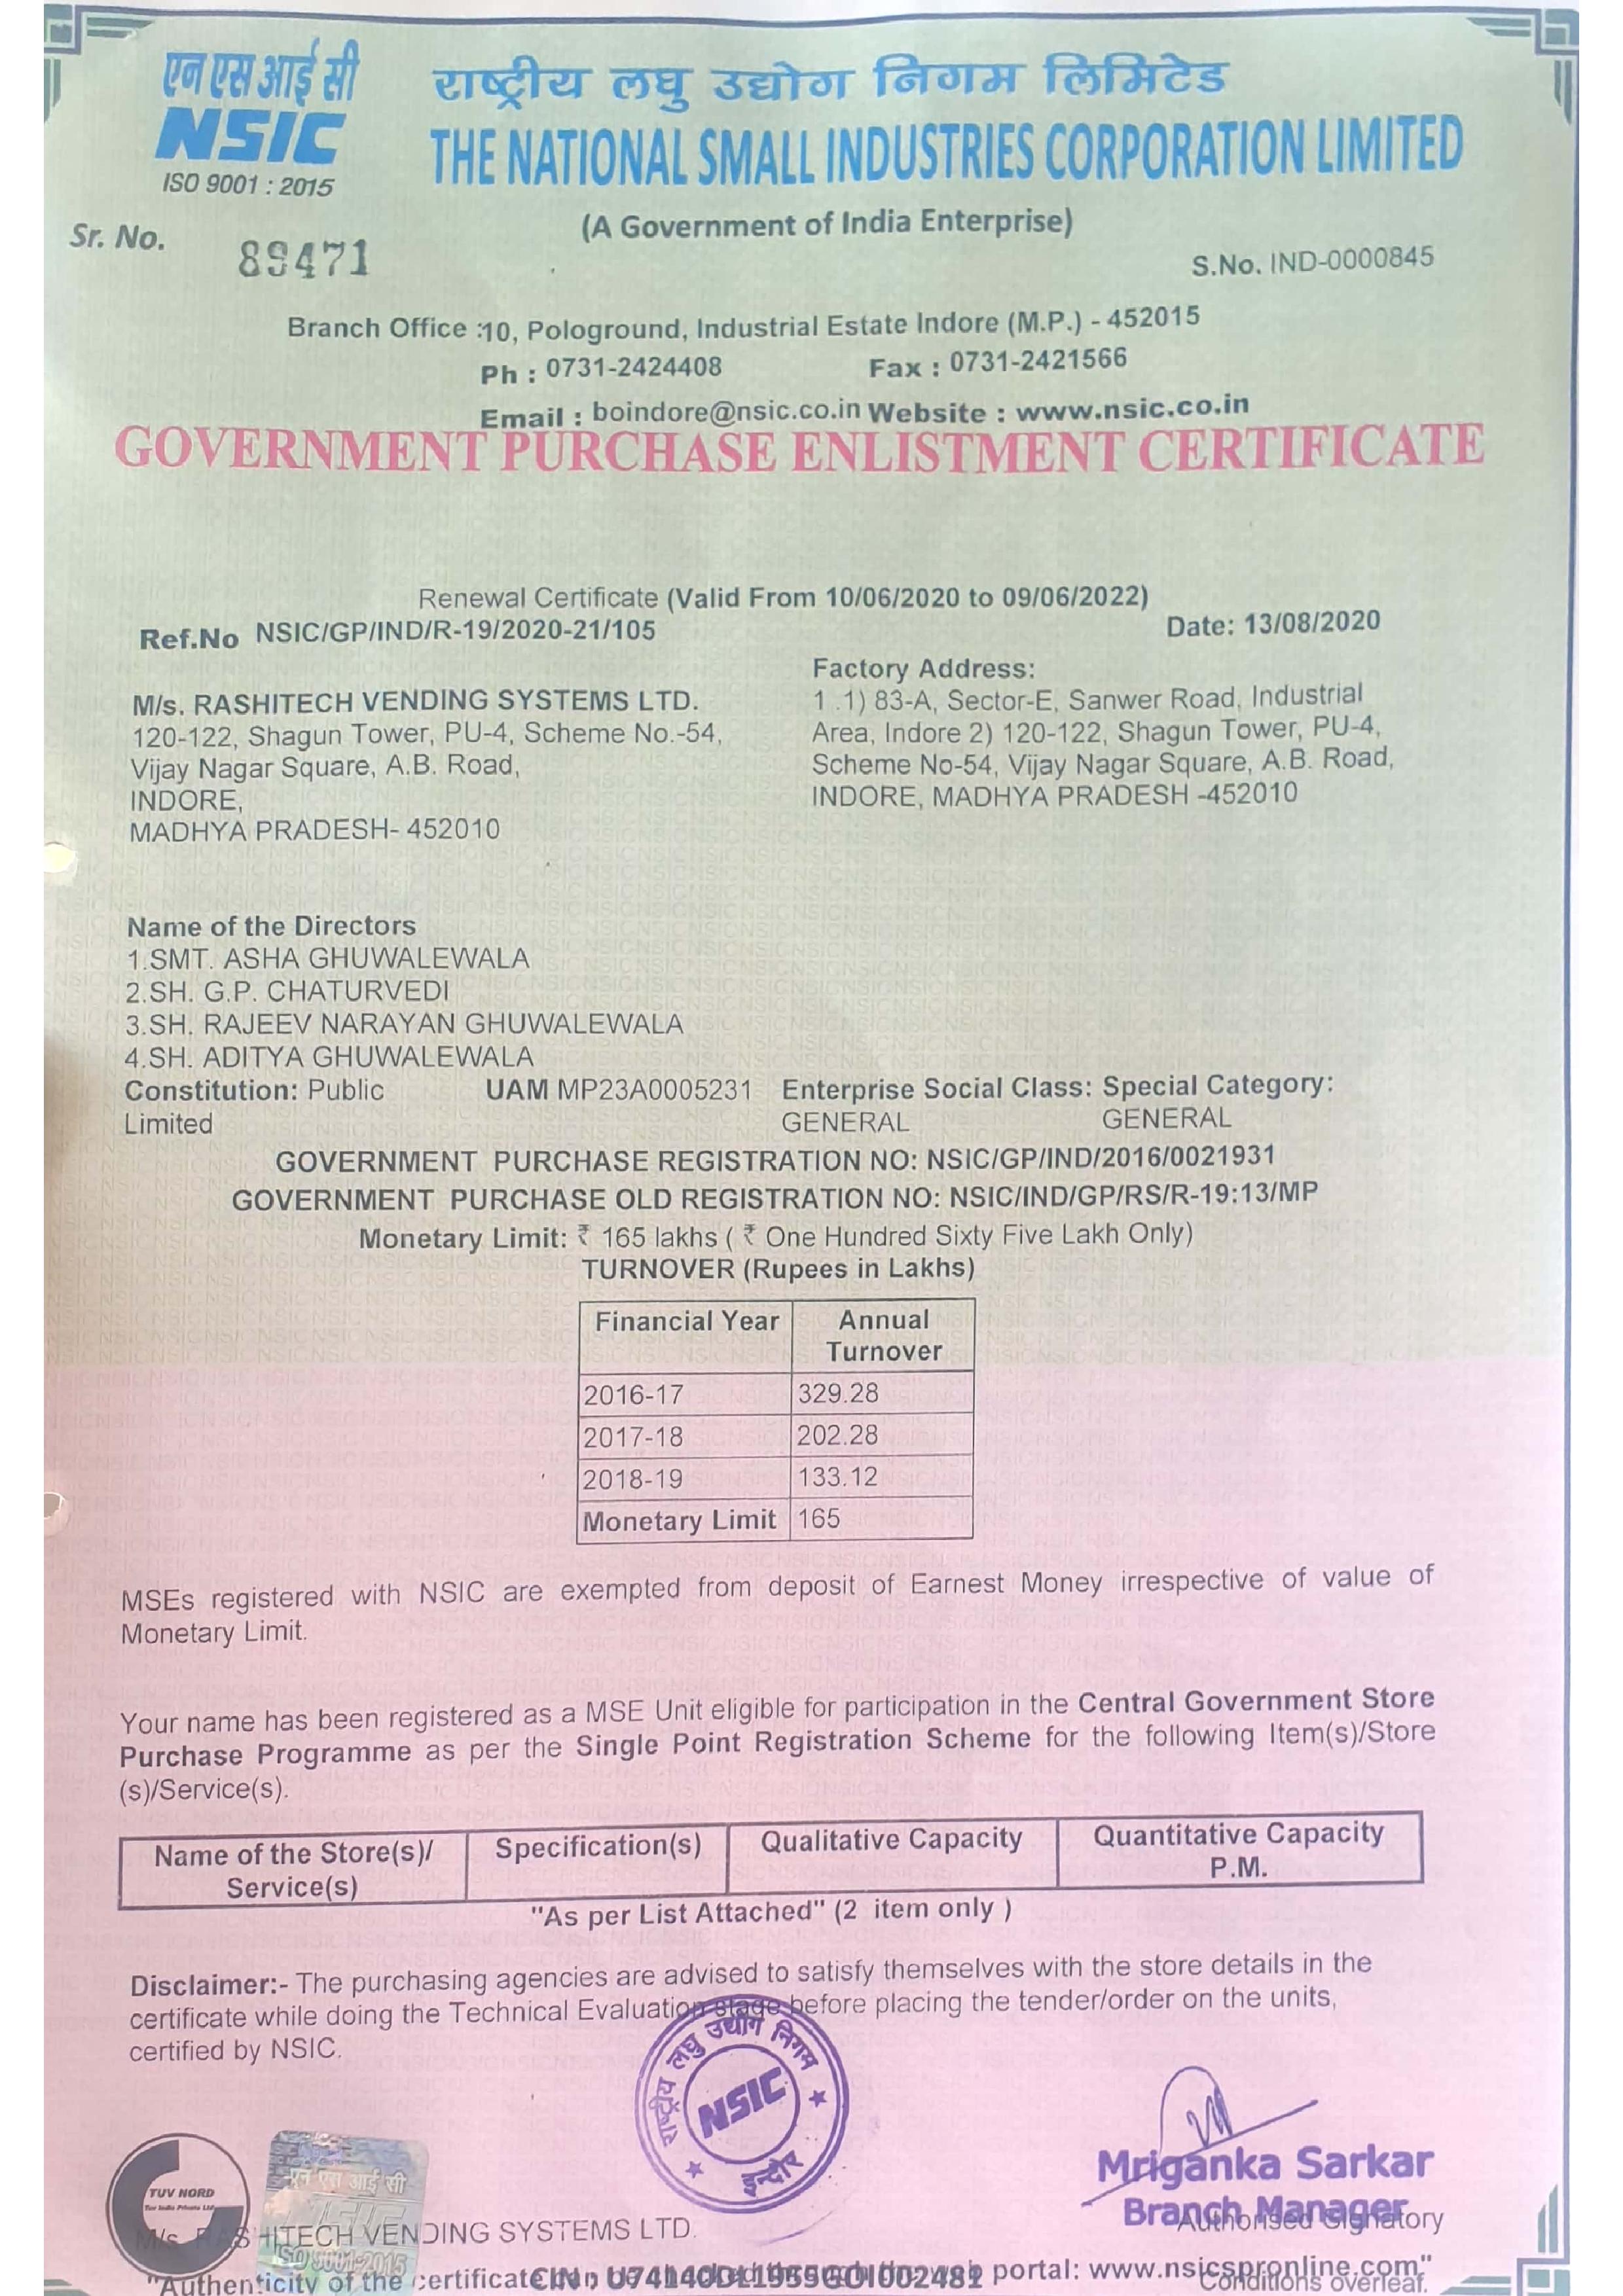 एन एस आई सी
NSIC
ISO 9001 : 2015
राष्ट्रीय लघु उद्योग निगम लिमिटेड
THE NATIONAL SMALL INDUSTRIES CORPORATION LIMITED
(A Government of India Enterprise)
Sr. No. 89471
S.No. IND-0000845
Branch Office :10, Pologround, Industrial Estate Indore (M.P.) - 452015
Ph : 0731-2424408 Fax : 0731-2421566
Email : boindore@nsic.co.in Website : www.nsic.co.in
GOVERNMENT PURCHASE ENLISTMENT CERTIFICATE
Renewal Certificate (Valid From 10/06/2020 to 09/06/2022)
Ref.No NSIC/GP/IND/R-19/2020-21/105 Date: 13/08/2020
M/s. RASHITECH VENDING SYSTEMS LTD.
120-122, Shagun Tower, PU-4, Scheme No.-54,
Vijay Nagar Square, A.B. Road,
INDORE,
MADHYA PRADESH- 452010
Factory Address:
1 .1) 83-A, Sector-E, Sanwer Road, Industrial
Area, Indore 2) 120-122, Shagun Tower, PU-4,
Scheme No-54, Vijay Nagar Square, A.B. Road,
INDORE, MADHYA PRADESH -452010
Name of the Directors
1.SMT. ASHA GHUWALEWALA
2.SH. G.P. CHATURVEDI
3.SH. RAJEEV NARAYAN GHUWALEWALA
4.SH. ADITYA GHUWALEWALA
Constitution: Public UAM MP23A0005231 Enterprise Social Class: Special Category:
Limited GENERAL GENERAL
GOVERNMENT PURCHASE REGISTRATION NO: NSIC/GP/IND/2016/0021931
GOVERNMENT PURCHASE OLD REGISTRATION NO: NSIC/IND/GP/RS/R-19:13/MP
Monetary Limit: ₹ 165 lakhs ( ₹ One Hundred Sixty Five Lakh Only)
TURNOVER (Rupees in Lakhs)
Financial Year Annual
Turnover
2016-17 329.28
2017-18 202.28
2018-19 133.12
Monetary Limit 165
MSEs registered with NSIC are exempted from deposit of Earnest Money irrespective of value of
Monetary Limit.
Your name has been registered as a MSE Unit eligible for participation in the Central Government Store
Purchase Programme as per the Single Point Registration Scheme for the following Item(s)/Store
(s)/Service(s).
Name of the Store(s)/ Specification(s) Qualitative Capacity Quantitative Capacity
Service(s) P.M.
"As per List Attached" (2 item only )
Disclaimer:- The purchasing agencies are advised to satisfy themselves with the store details in the
certificate while doing the Technical Evaluation stage before placing the tender/order on the units,
certified by NSIC.
राष्ट्रीय लघु उद्योग निगम
NSIC
इन्दौर
Mriganka Sarkar
Branch Manager
Authorised Signatory
TUV NORD
Tuv India Private Ltd
एन एस आई सी
NSIC
ISO 9001-2015
M/s. RASHITECH VENDING SYSTEMS LTD.
"Authenticity of the certificate portal: www.nsicspronline.com"
CIN : U74140DL1955GOI002481
Conditions overleaf.